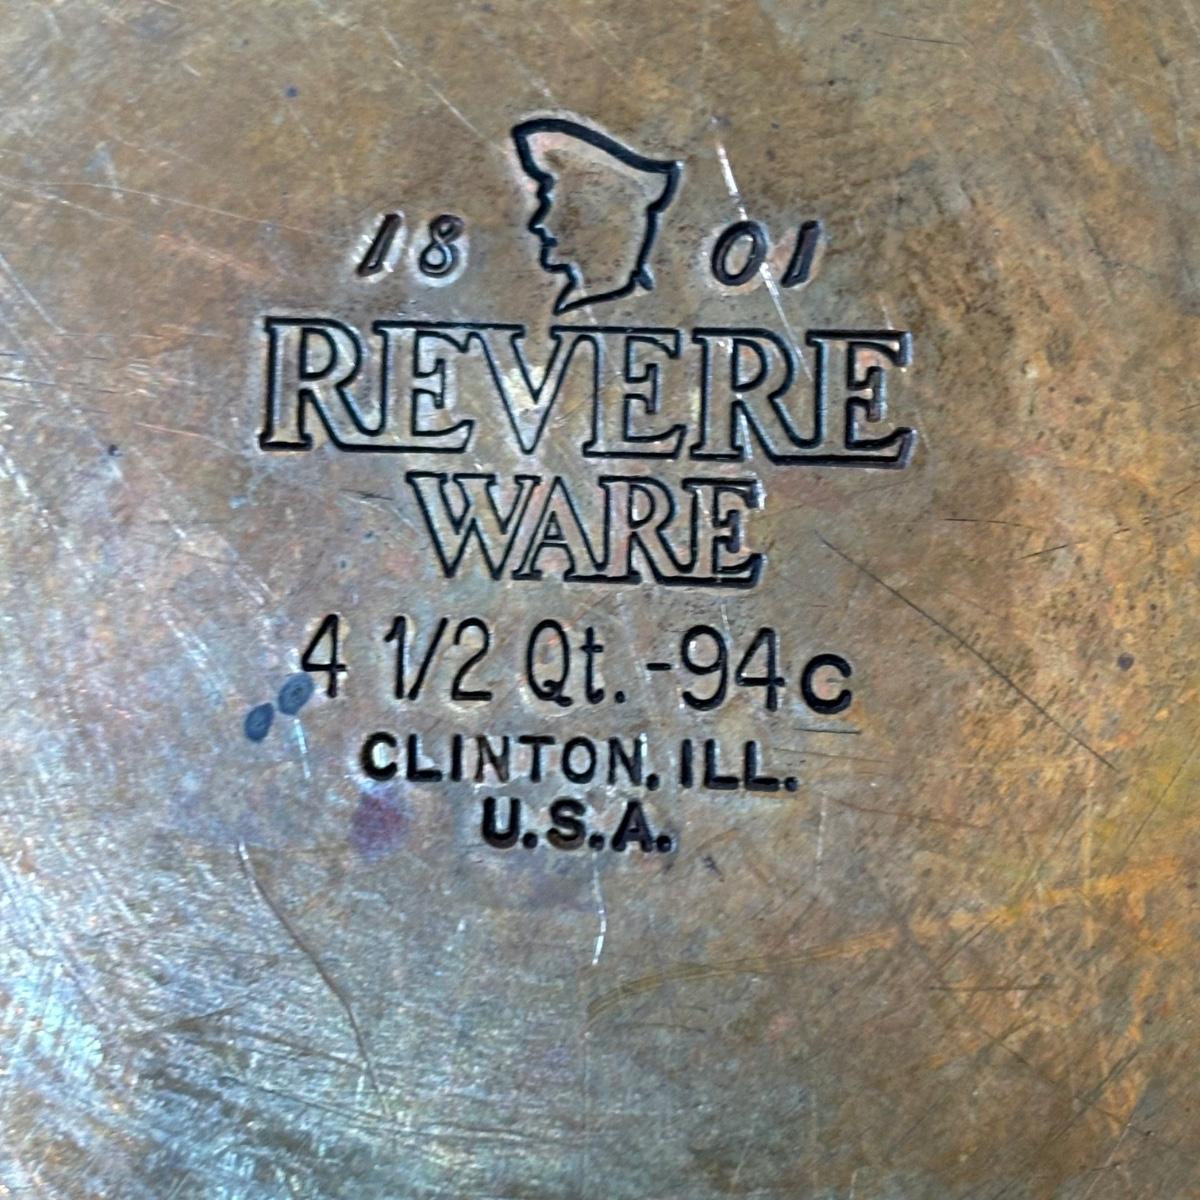 18 01
REVERE
WARE
4 1/2 Qt. -94c
CLINTON, ILL.
U.S.A.